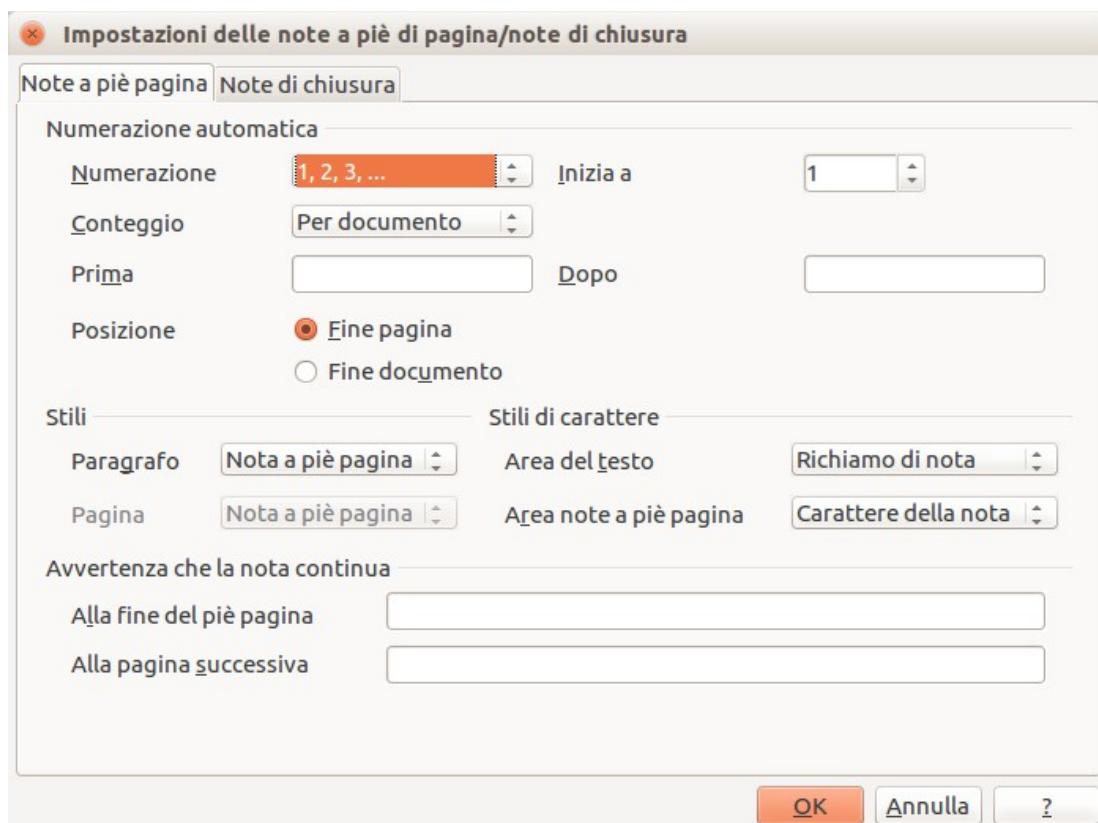 Impostazioni delle note a piè di pagina/note di chiusura
Note a piè pagina Note di chiusura
Numerazione automatica
Numerazione 1, 2, 3, ... Inizia a 1
Conteggio Per documento
Prima Dopo
Posizione Fine pagina
Fine documento
Stili Stili di carattere
Paragrafo Nota a piè pagina Area del testo Richiamo di nota
Pagina Nota a piè pagina Area note a piè pagina Carattere della nota
Avvertenza che la nota continua
Alla fine del piè pagina
Alla pagina successiva
OK Annulla ?